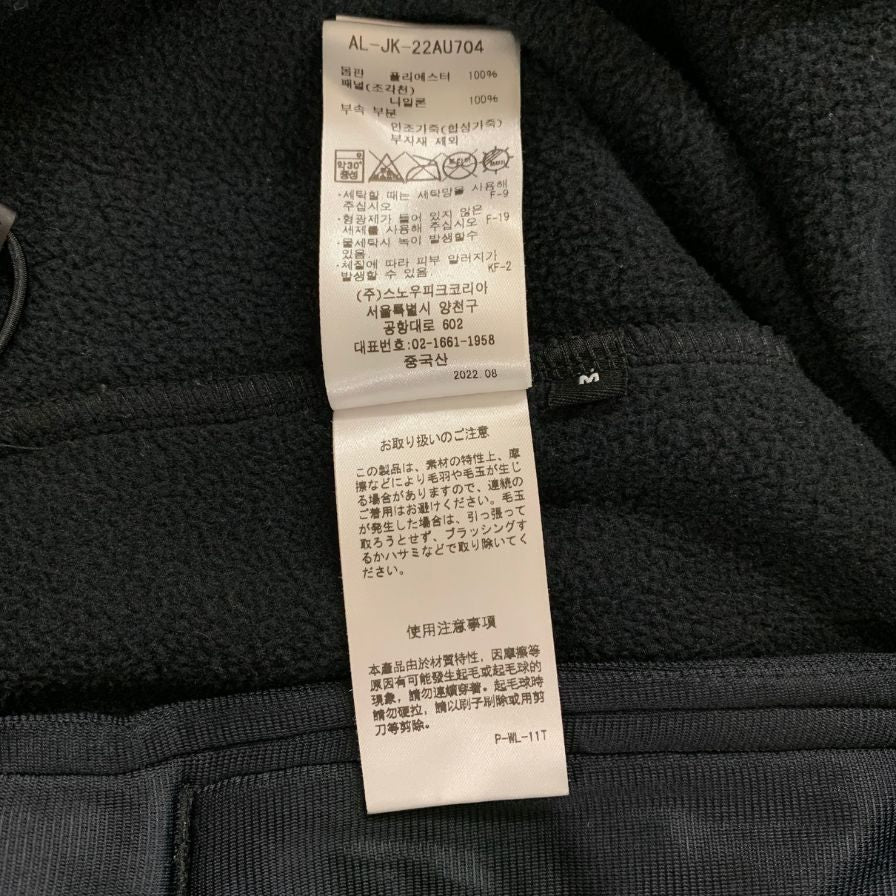 AL-JK-22AU704
몸판 폴리에스터 100%
패널(조각천)
나일론 100%
부속 부분
인조가죽(합성가죽)
부자재 제외
약30°
중성
·세탁할 때는 세탁망을 사용해
주십시오 F-9
·형광제가 들어 있지 않은
세제를 사용해 주십시오 F-19
·물세탁시 녹이 발생할수
있음
·체질에 따라 피부 알러지가
발생할 수 있음 KF-2
(주)스노우피크코리아
서울특별시 양천구
공항대로 602
대표번호:02-1661-1958
중국산
2022.08
M
お取り扱いのご注意
この製品は、素材の特性上、摩
擦などにより毛羽や毛玉が生じ
る場合がありますので、連続の
ご着用はお避けください。毛玉
が発生した場合は、引っ張って
取ろうとせず、ブラッシングす
るかハサミなどで取り除いてく
ださい。
使用注意事項
本產品由於材質特性，因摩擦等
原因有可能發生起毛或起毛球的
現象，請勿連續穿着。起毛球時
請勿硬拉，請以刷子刷除或用剪
刀等剪除。
P-WL-11T